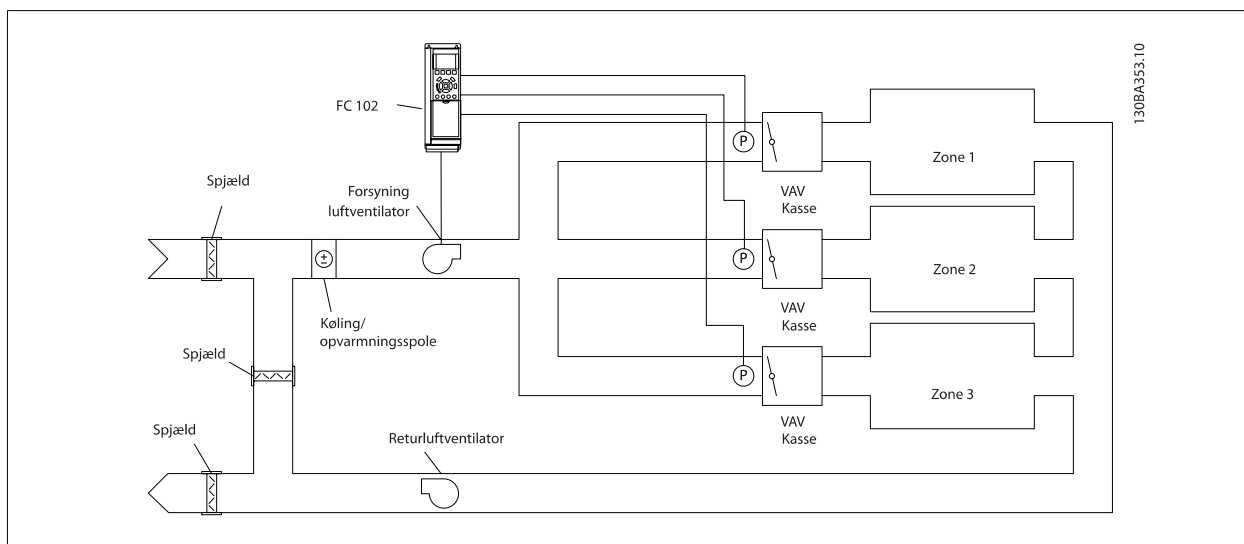 130BA353.10
FC 102
P
Zone 1
Spjæld
Forsyning
luftventilator
VAV
Kasse
P
Zone 2
±
Køling/
opvarmningsspole
VAV
Kasse
Spjæld
P
Zone 3
Spjæld
Returluftventilator
VAV
Kasse